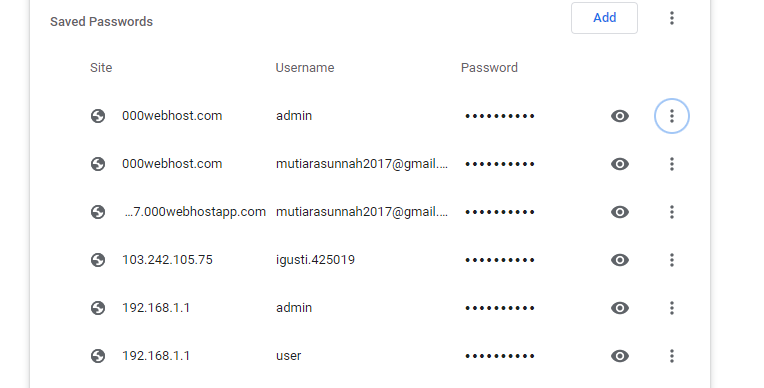 Saved Passwords Add
Site Username Password
000webhost.com admin ••••••••••
000webhost.com mutiarasunnah2017@gmail.... ••••••••••
...7.000webhostapp.com mutiarasunnah2017@gmail.... ••••••••••
103.242.105.75 igusti.425019 ••••••••••
192.168.1.1 admin ••••••••••
192.168.1.1 user ••••••••••